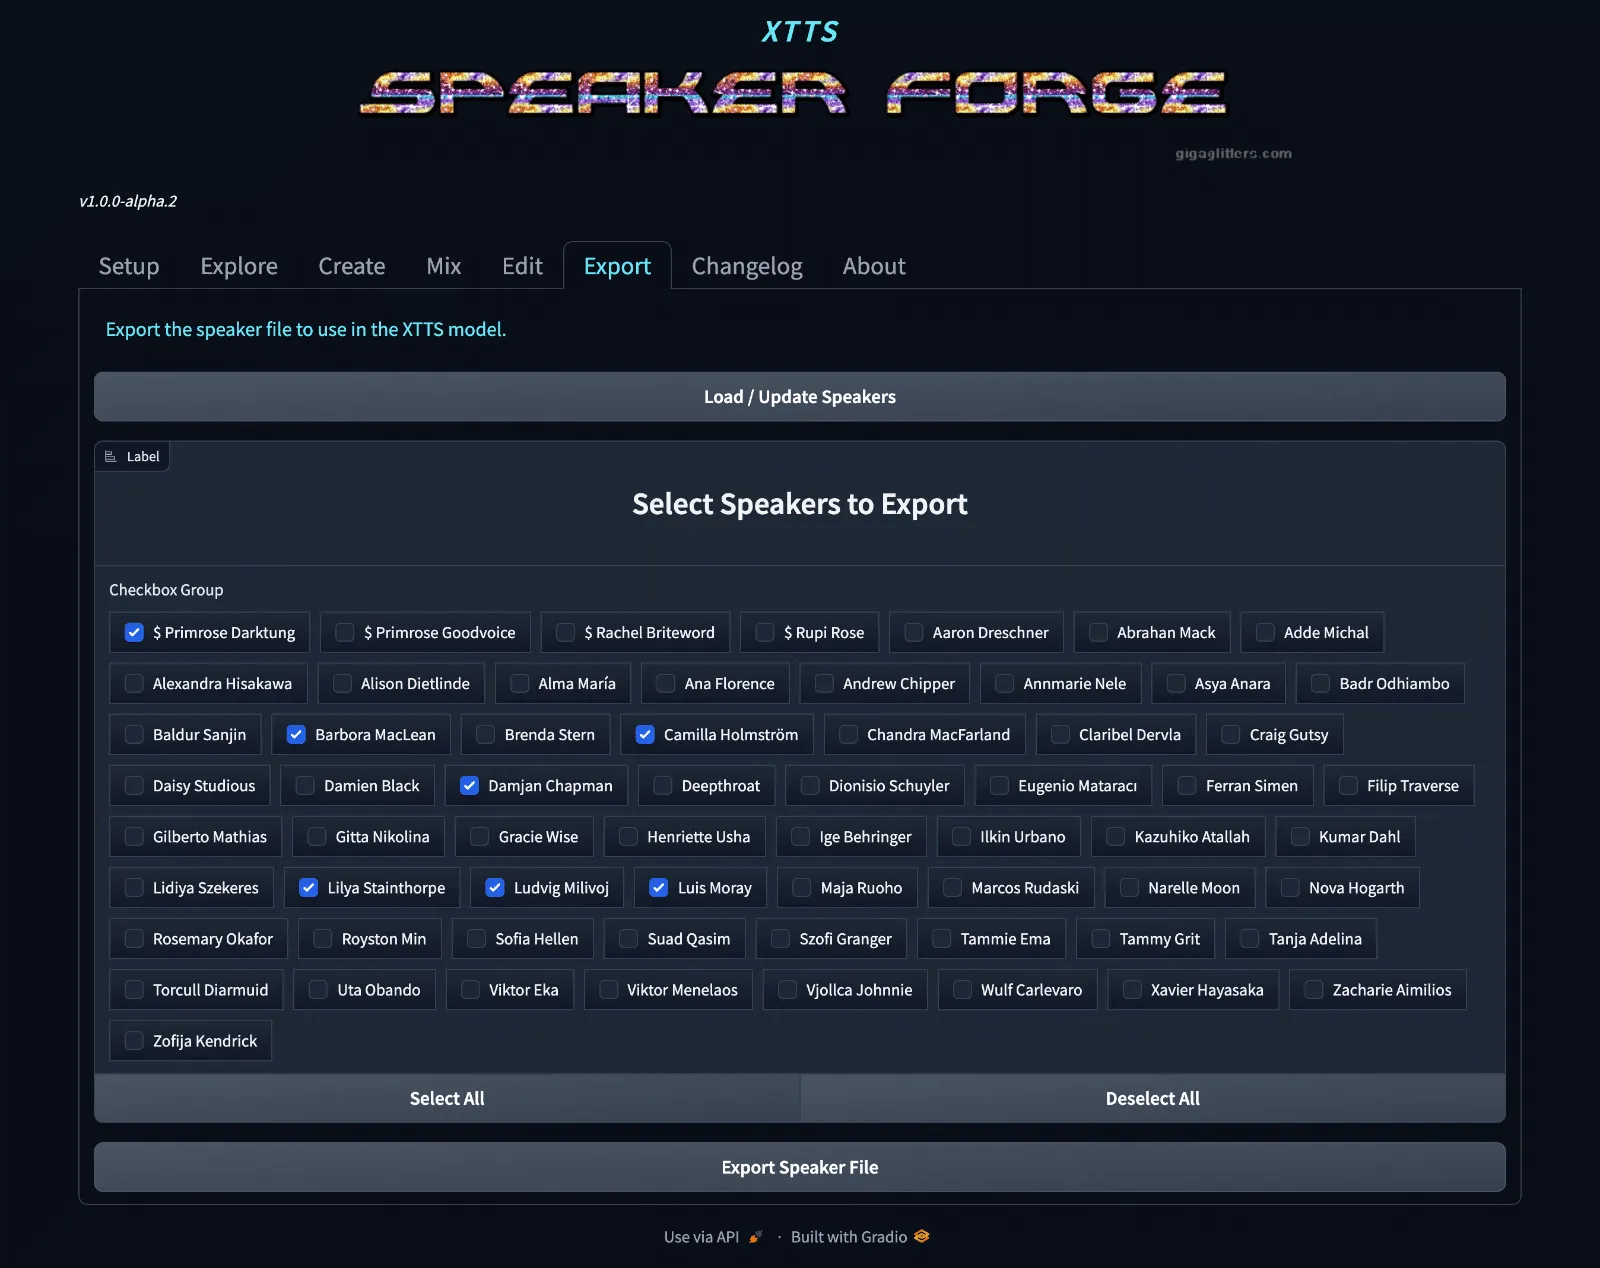 XTTS
SPEAKER FORGE
gigaglitters.com
v1.0.0-alpha.2
Setup Explore Create Mix Edit Export Changelog About
Export the speaker file to use in the XTTS model.
Load / Update Speakers
Label
Select Speakers to Export
Checkbox Group
$ Primrose Darktung $ Primrose Goodvoice $ Rachel Briteword $ Rupi Rose Aaron Dreschner Abrahan Mack Adde Michal
Alexandra Hisakawa Alison Dietlinde Alma María Ana Florence Andrew Chipper Annmarie Nele Asya Anara Badr Odhiambo
Baldur Sanjin Barbora MacLean Brenda Stern Camilla Holmström Chandra MacFarland Claribel Dervla Craig Gutsy
Daisy Studious Damien Black Damjan Chapman Deepthroat Dionisio Schuyler Eugenio Mataracı Ferran Simen Filip Traverse
Gilberto Mathias Gitta Nikolina Gracie Wise Henriette Usha Ige Behringer Ilkin Urbano Kazuhiko Atallah Kumar Dahl
Lidiya Szekeres Lilya Stainthorpe Ludvig Milivoj Luis Moray Maja Ruoho Marcos Rudaski Narelle Moon Nova Hogarth
Rosemary Okafor Royston Min Sofia Hellen Suad Qasim Szofi Granger Tammie Ema Tammy Grit Tanja Adelina
Torcull Diarmuid Uta Obando Viktor Eka Viktor Menelaos Vjollca Johnnie Wulf Carlevaro Xavier Hayasaka Zacharie Aimilios
Zofija Kendrick
Select All Deselect All
Export Speaker File
Use via API · Built with Gradio